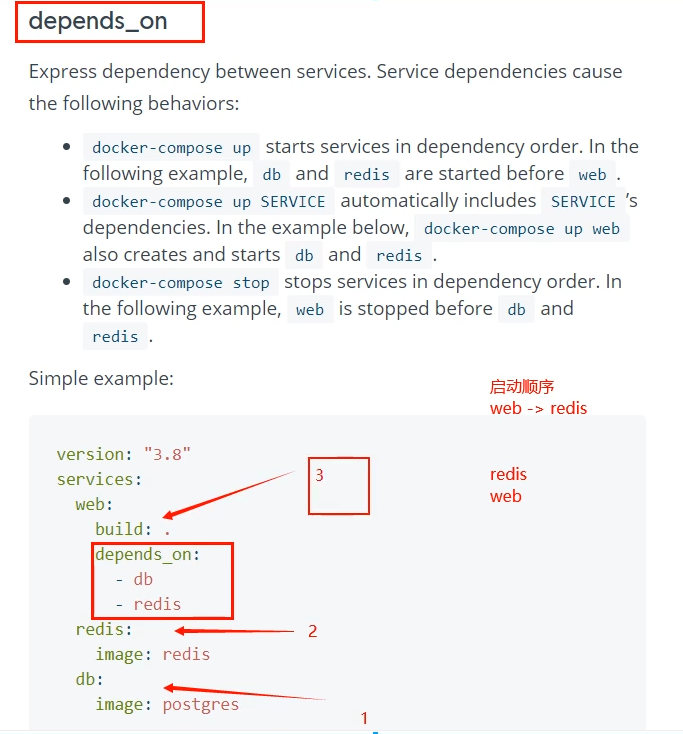 depends_on
Express dependency between services. Service dependencies cause
the following behaviors:
• docker-compose up starts services in dependency order. In the
following example, db and redis are started before web .
• docker-compose up SERVICE automatically includes SERVICE 's
dependencies. In the example below, docker-compose up web
also creates and starts db and redis .
• docker-compose stop stops services in dependency order. In
the following example, web is stopped before db and
redis .
Simple example:
启动顺序
web -> redis
redis
web
version: "3.8"
services:
3
web:
build: .
depends_on:
- db
- redis
redis:
2
image: redis
db:
image: postgres
1